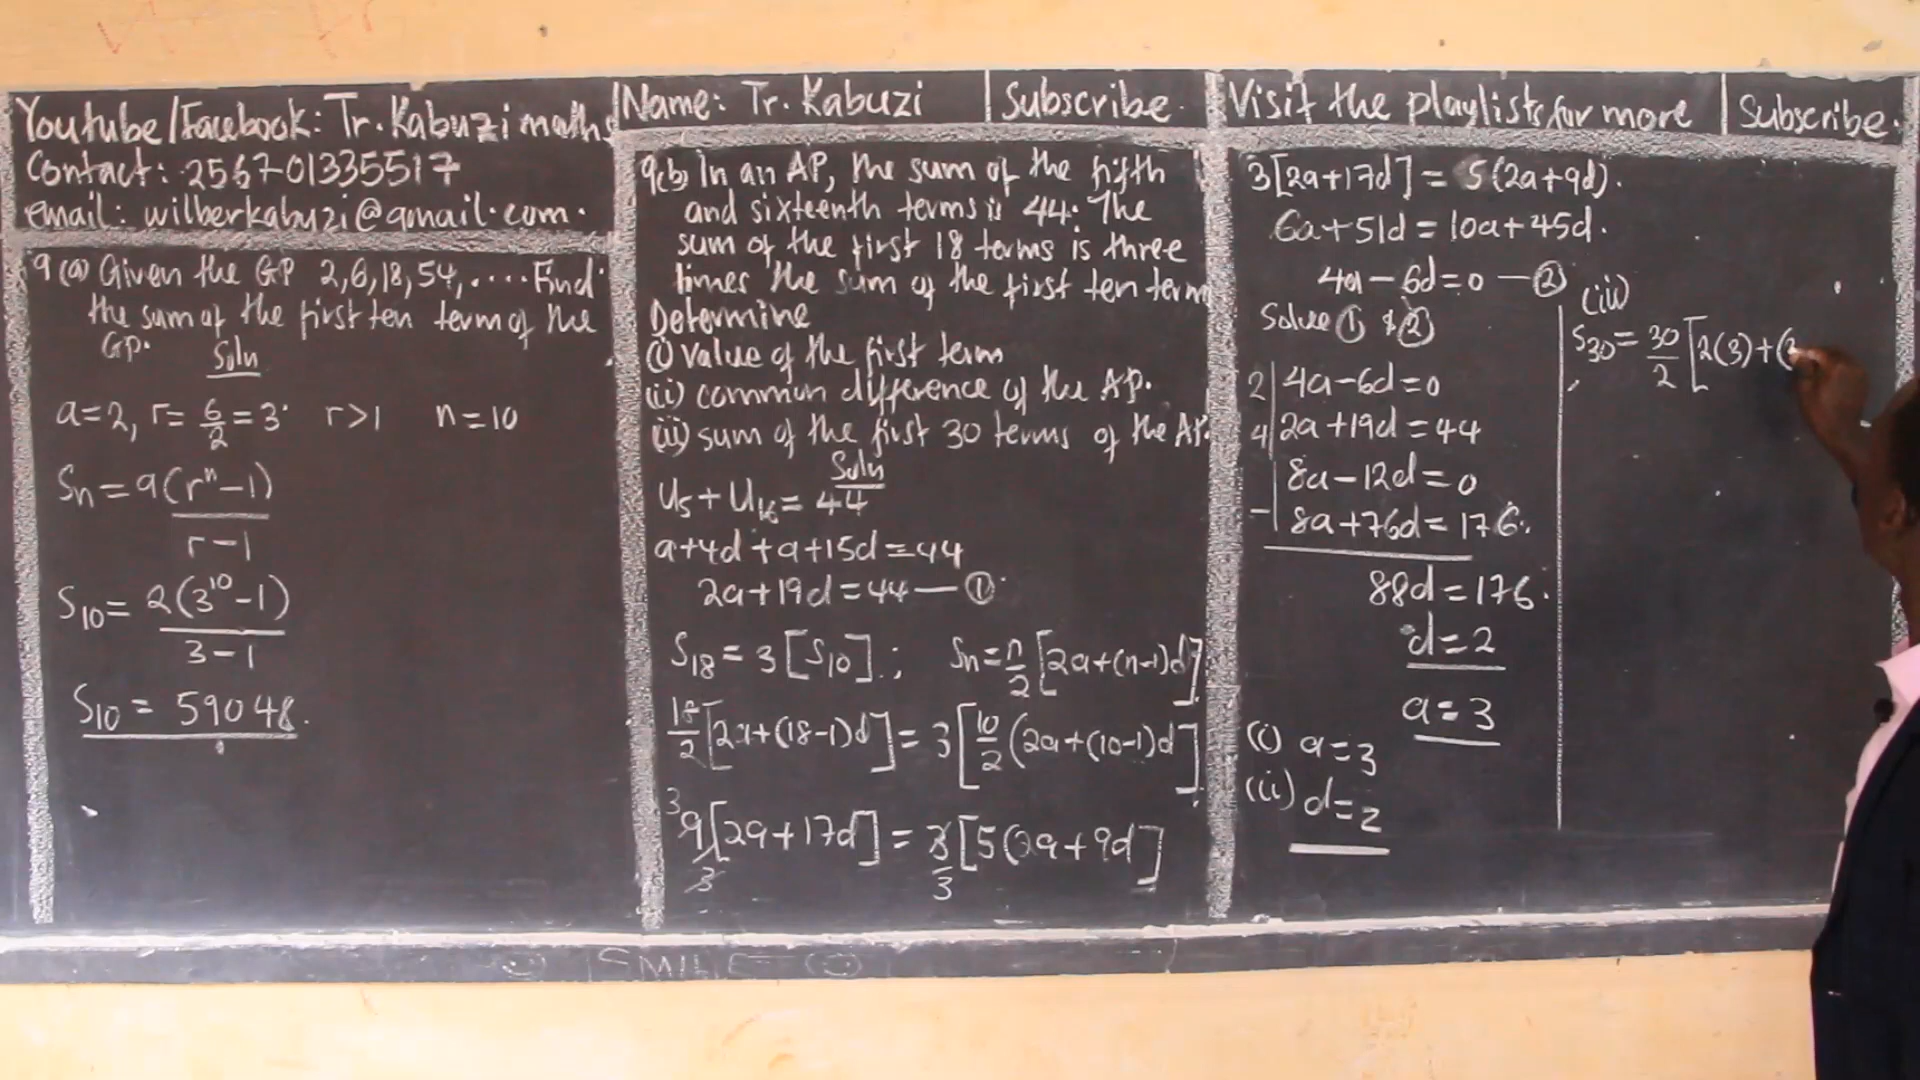 Youtube/Facebook: Tr. Kabuzi maths
Contact: 256701335517
email: wilberkabuzi@gmail.com.
9(a) Given the GP 2,6,18,54,.... Find
the sum of the first ten term of the
GP.
Soln
a=2, r= 6/2 = 3 r>1 n=10
Sn = a(rⁿ-1)
r-1
S10 = 2(3¹⁰-1)
3-1
S10 = 59048.
Name: Tr. Kabuzi | Subscribe.
9(b) In an AP, the sum of the fifth
and sixteenth terms is 44. The
sum of the first 18 terms is three
times the sum of the first ten term
Determine
(i) Value of the first term
(ii) common difference of the AP.
(iii) sum of the first 30 terms of the AP.
Soln
U5 + U16 = 44
a+4d+a+15d=44
2a+19d=44 — ①
S18 = 3[S10]; Sn = n/2 [2a+(n-1)d]
18/2 [2a+(18-1)d] = 3[10/2 (2a+(10-1)d]
3 9[2a+17d] = 3[5(2a+9d]
3 3
Visit the playlists for more | Subscribe.
3[2a+17d] = 5(2a+9d).
6a+51d = 10a+45d.
4a-6d=0 — ②
Solve ① & ②
2| 4a-6d=0
4| 2a+19d=44
8a-12d=0
-| 8a+76d=176.
88d=176.
d=2
a=3
(i) a=3
(ii) d=2
(iii)
S30 = 30/2 [2(3)+(
SMILE